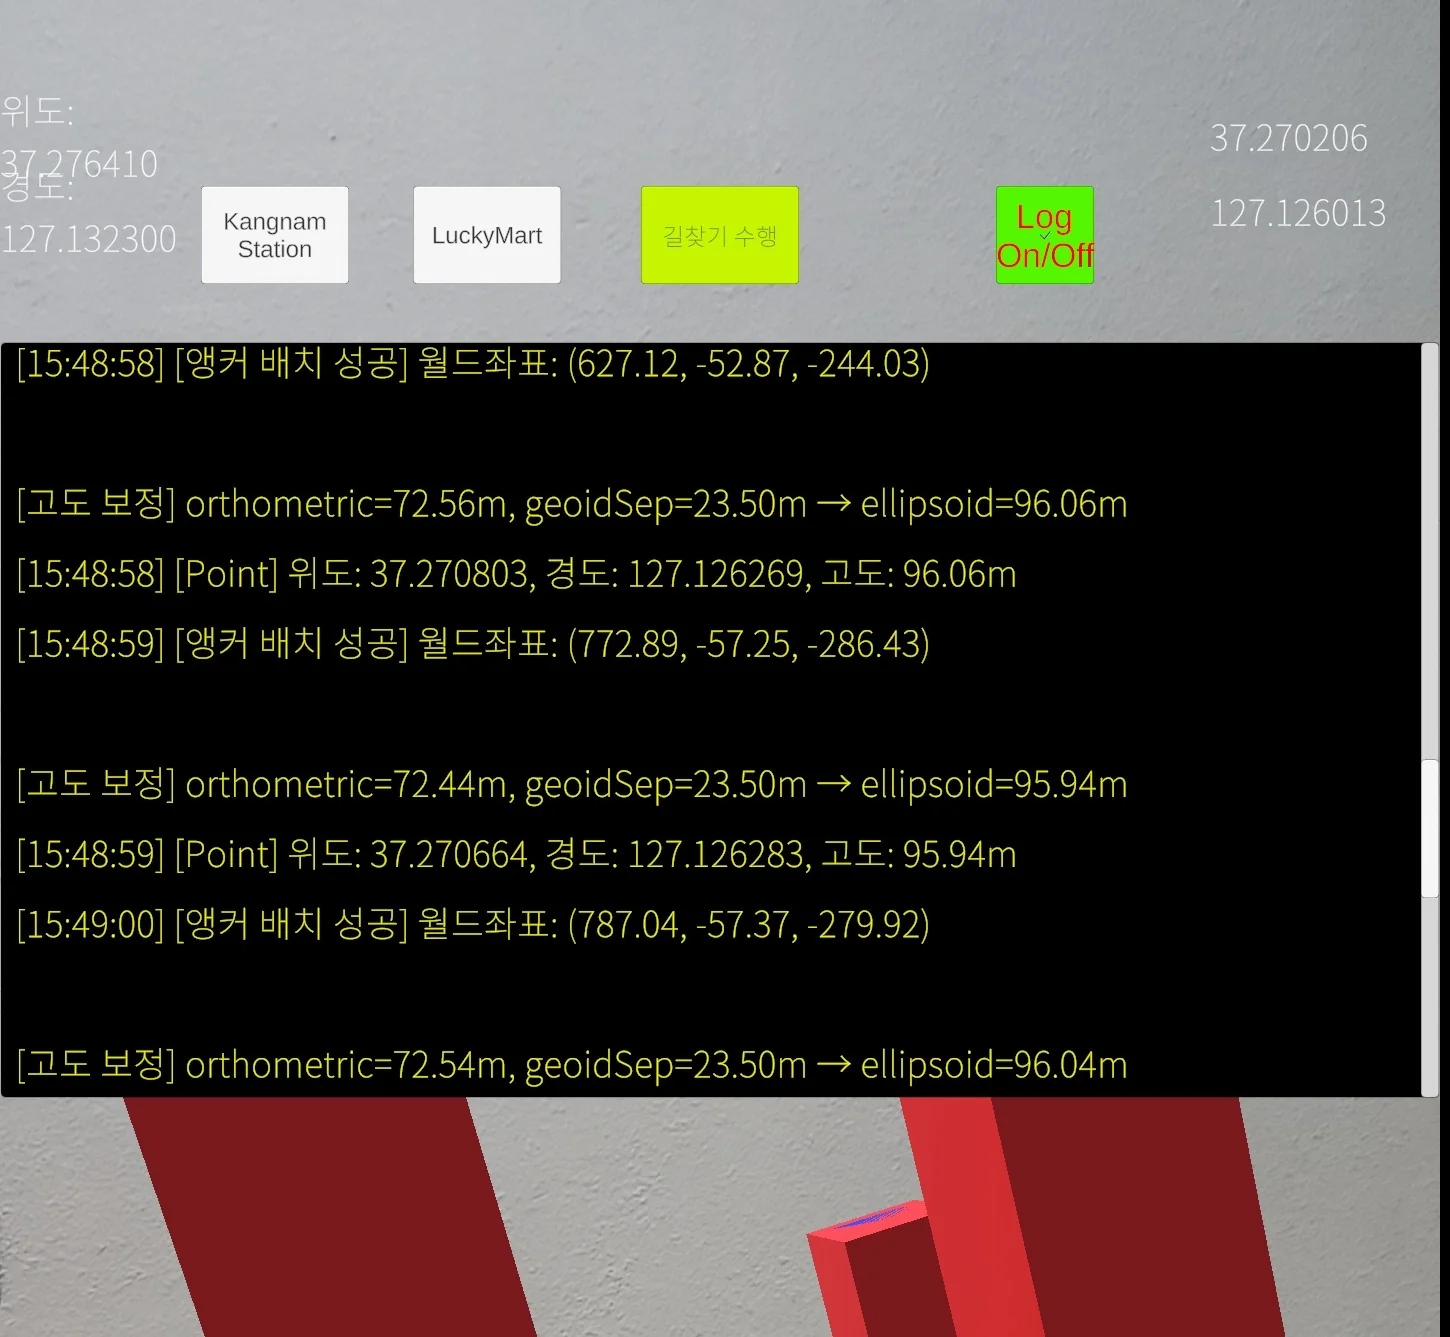 위도:
37.276410
경도:
127.132300
Kangnam
Station
LuckyMart
길찾기 수행
Log
On/Off
37.270206
127.126013
[15:48:58] [앵커 배치 성공] 월드좌표: (627.12, -52.87, -244.03)
[고도 보정] orthometric=72.56m, geoidSep=23.50m → ellipsoid=96.06m
[15:48:58] [Point] 위도: 37.270803, 경도: 127.126269, 고도: 96.06m
[15:48:59] [앵커 배치 성공] 월드좌표: (772.89, -57.25, -286.43)
[고도 보정] orthometric=72.44m, geoidSep=23.50m → ellipsoid=95.94m
[15:48:59] [Point] 위도: 37.270664, 경도: 127.126283, 고도: 95.94m
[15:49:00] [앵커 배치 성공] 월드좌표: (787.04, -57.37, -279.92)
[고도 보정] orthometric=72.54m, geoidSep=23.50m → ellipsoid=96.04m